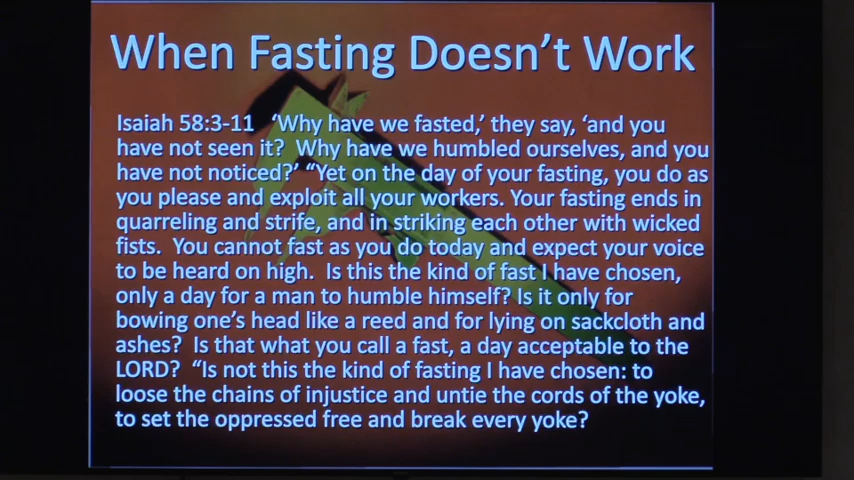 When Fasting Doesn't Work
Isaiah 58:3-11 ‘Why have we fasted,’ they say, ‘and you
have not seen it? Why have we humbled ourselves, and you
have not noticed?’ “Yet on the day of your fasting, you do as
you please and exploit all your workers. Your fasting ends in
quarreling and strife, and in striking each other with wicked
fists. You cannot fast as you do today and expect your voice
to be heard on high. Is this the kind of fast I have chosen,
only a day for a man to humble himself? Is it only for
bowing one’s head like a reed and for lying on sackcloth and
ashes? Is that what you call a fast, a day acceptable to the
LORD? “Is not this the kind of fasting I have chosen: to
loose the chains of injustice and untie the cords of the yoke,
to set the oppressed free and break every yoke?